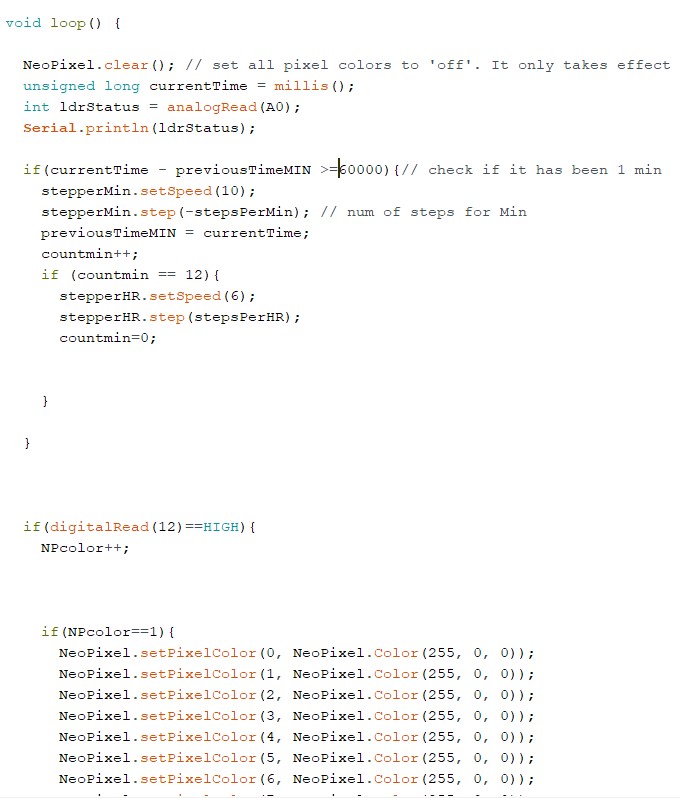 void loop() {
NeoPixel.clear(); // set all pixel colors to 'off'. It only takes effect
unsigned long currentTime = millis();
int ldrStatus = analogRead(A0);
Serial.println(ldrStatus);
if(currentTime - previousTimeMIN >=60000){// check if it has been 1 min
stepperMin.setSpeed(10);
stepperMin.step(-stepsPerMin); // num of steps for Min
previousTimeMIN = currentTime;
countmin++;
if (countmin == 12){
stepperHR.setSpeed(6);
stepperHR.step(stepsPerHR);
countmin=0;
}
}
if(digitalRead(12)==HIGH){
NPcolor++;
if(NPcolor==1){
NeoPixel.setPixelColor(0, NeoPixel.Color(255, 0, 0));
NeoPixel.setPixelColor(1, NeoPixel.Color(255, 0, 0));
NeoPixel.setPixelColor(2, NeoPixel.Color(255, 0, 0));
NeoPixel.setPixelColor(3, NeoPixel.Color(255, 0, 0));
NeoPixel.setPixelColor(4, NeoPixel.Color(255, 0, 0));
NeoPixel.setPixelColor(5, NeoPixel.Color(255, 0, 0));
NeoPixel.setPixelColor(6, NeoPixel.Color(255, 0, 0));